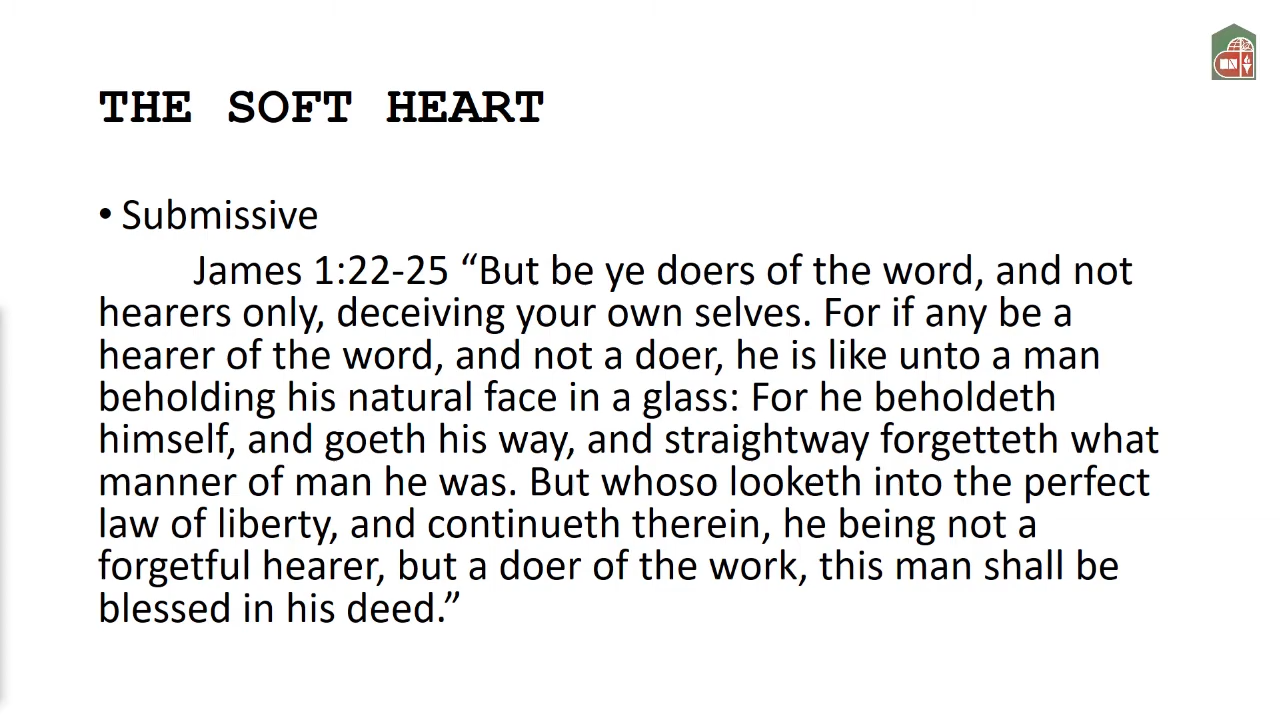 THE SOFT HEART
• Submissive
James 1:22-25 “But be ye doers of the word, and not
hearers only, deceiving your own selves. For if any be a
hearer of the word, and not a doer, he is like unto a man
beholding his natural face in a glass: For he beholdeth
himself, and goeth his way, and straightway forgetteth what
manner of man he was. But whoso looketh into the perfect
law of liberty, and continueth therein, he being not a
forgetful hearer, but a doer of the work, this man shall be
blessed in his deed.”